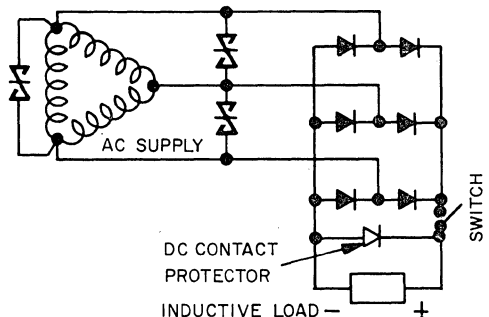 AC SUPPLY
SWITCH
DC CONTACT
PROTECTOR
INDUCTIVE LOAD − +